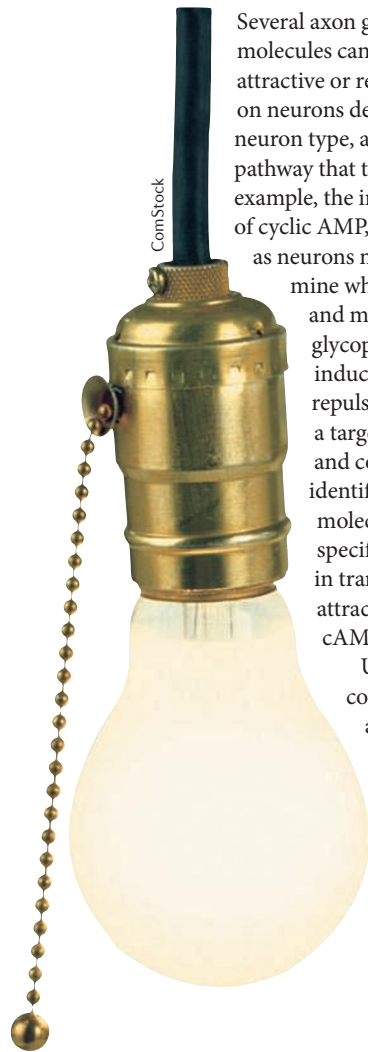 Several axon g
molecules can
attractive or re
on neurons de
neuron type, a
pathway that t
example, the in
of cyclic AMP,
as neurons n
mine wh
and m
glycop
induc
repuls
a targe
and co
identif
molec
specif
in tran
attrac
cAM
U
co
a
ComStock